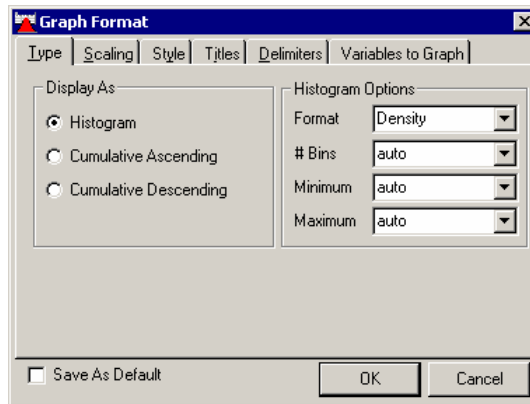 Graph Format
Type Scaling Style Titles Delimiters Variables to Graph
Display As
Histogram
Cumulative Ascending
Cumulative Descending
Histogram Options
Format Density
# Bins auto
Minimum auto
Maximum auto
Save As Default
OK Cancel